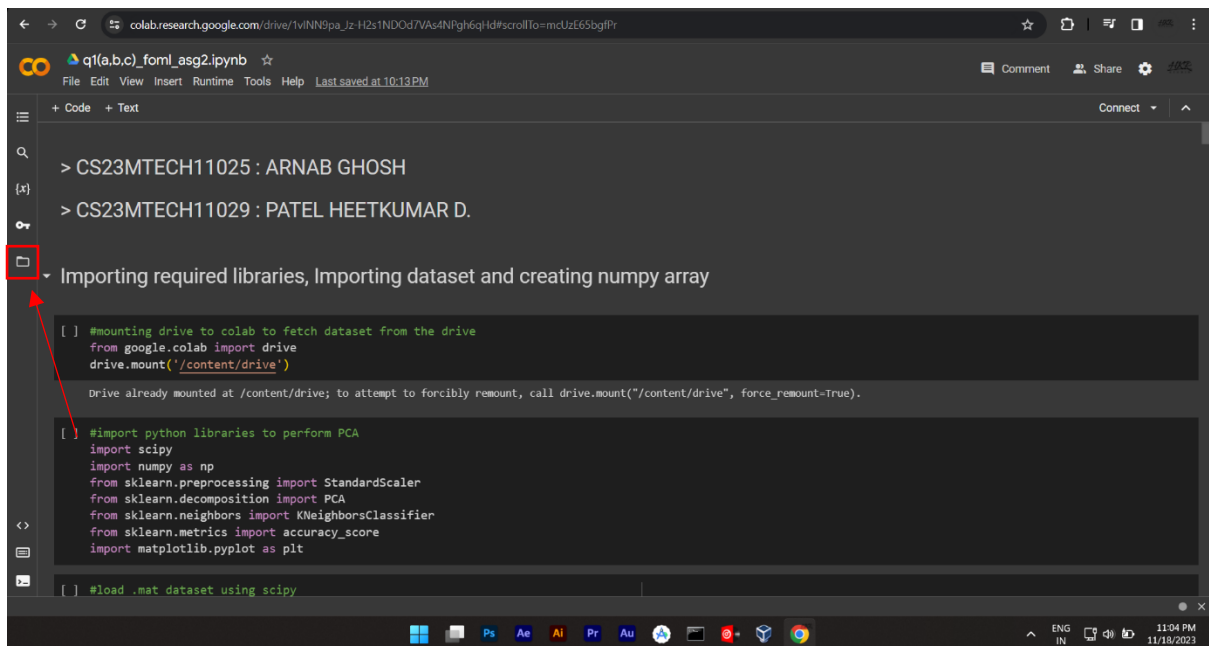 colab.research.google.com/drive/1vlNN9pa_Jz-H2s1NDOd7VAs4NPgh6qHd#scrollTo=mcUzE65bgfPr
q1(a,b,c)_foml_asg2.ipynb
File Edit View Insert Runtime Tools Help Last saved at 10:13 PM
Comment Share
+ Code + Text
Connect
> CS23MTECH11025 : ARNAB GHOSH
{x}
> CS23MTECH11029 : PATEL HEETKUMAR D.
Importing required libraries, Importing dataset and creating numpy array
[ ] #mounting drive to colab to fetch dataset from the drive
from google.colab import drive
drive.mount('/content/drive')
Drive already mounted at /content/drive; to attempt to forcibly remount, call drive.mount("/content/drive", force_remount=True).
[ ] #import python libraries to perform PCA
import scipy
import numpy as np
from sklearn.preprocessing import StandardScaler
from sklearn.decomposition import PCA
from sklearn.neighbors import KNeighborsClassifier
from sklearn.metrics import accuracy_score
import matplotlib.pyplot as plt
[ ] #load .mat dataset using scipy
Ps Ae Ai Pr Au
ENG
IN
11:04 PM
11/18/2023